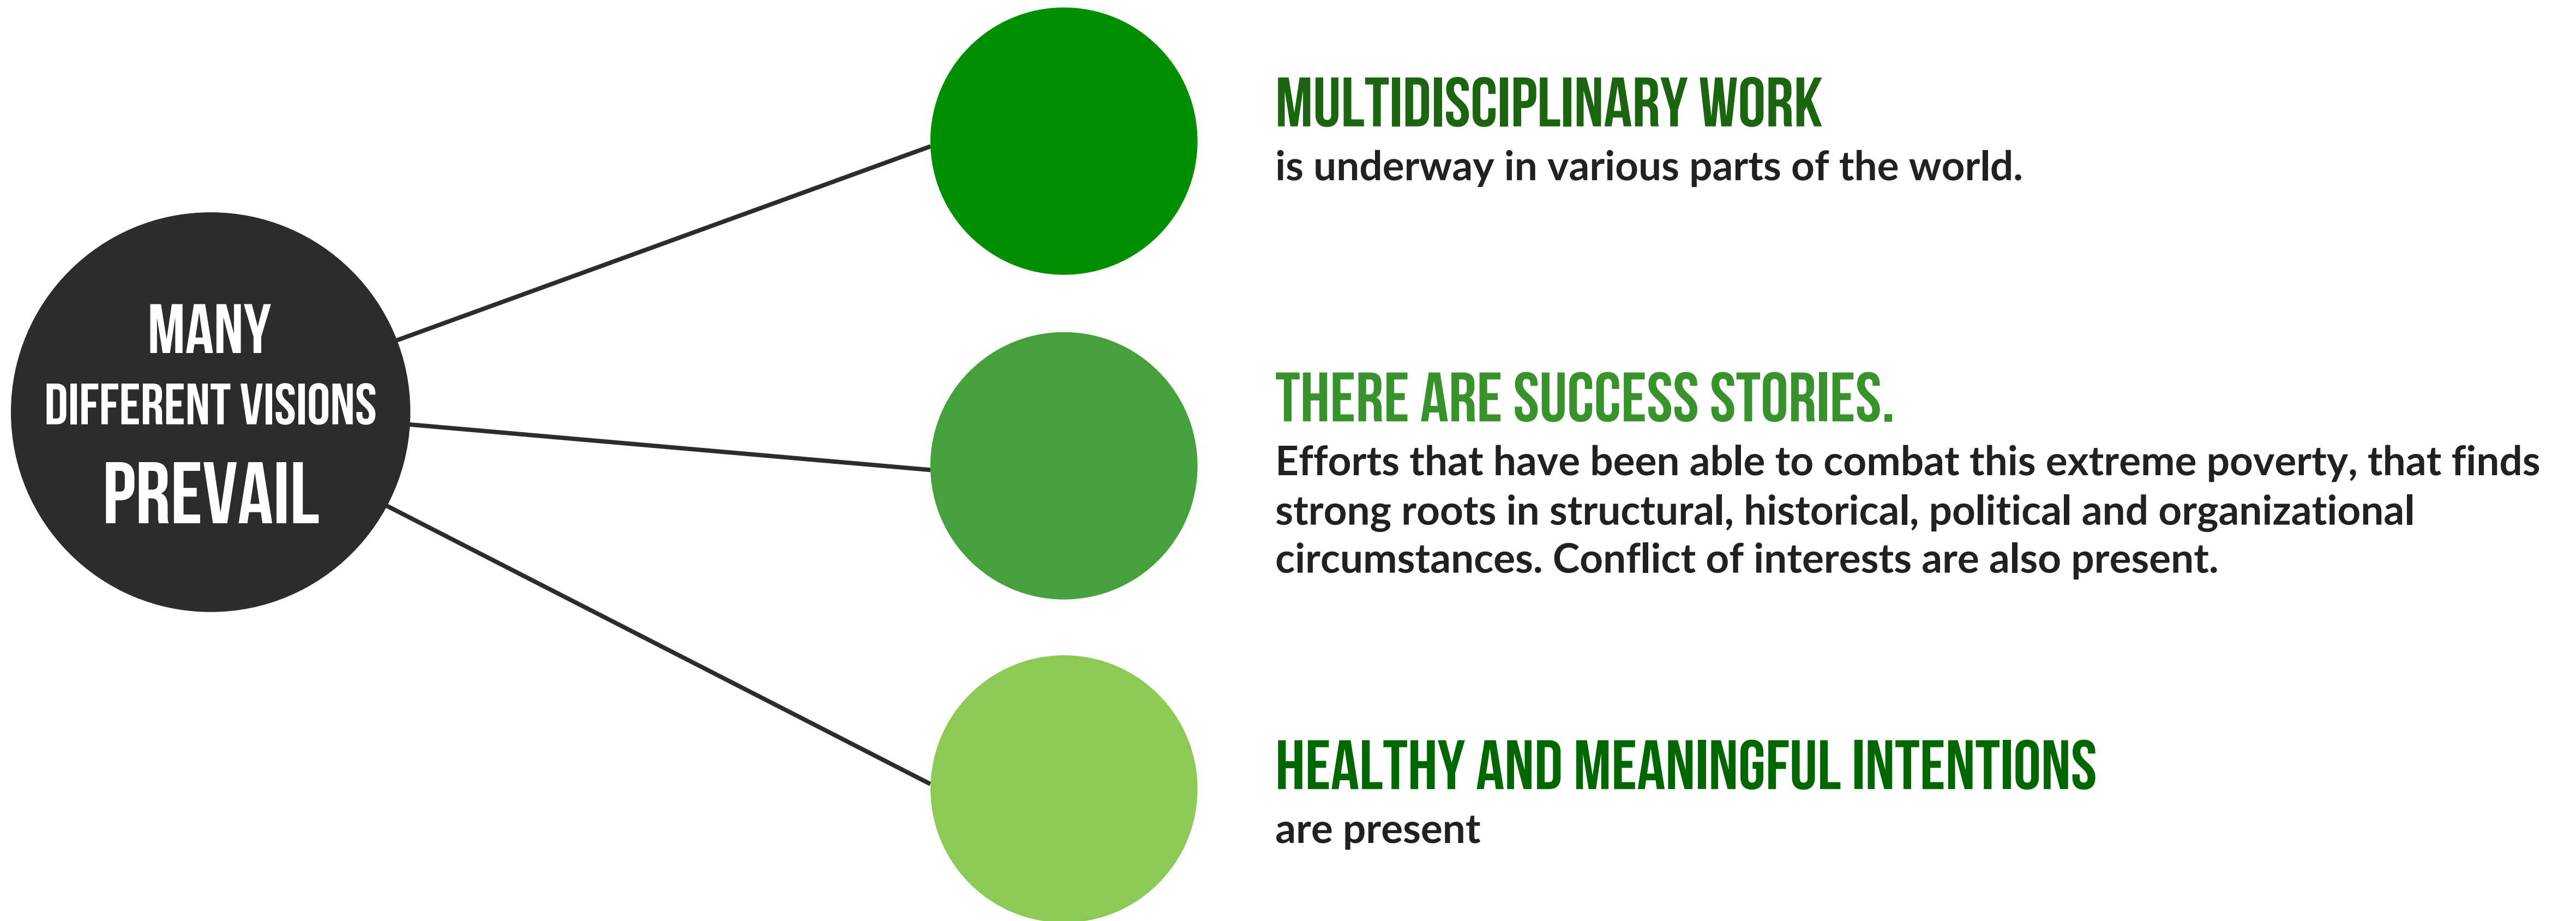 MANY
DIFFERENT VISIONS
PREVAIL
MULTIDISCIPLINARY WORK
is underway in various parts of the world.
THERE ARE SUCCESS STORIES.
Efforts that have been able to combat this extreme poverty, that finds
strong roots in structural, historical, political and organizational
circumstances. Conflict of interests are also present.
HEALTHY AND MEANINGFUL INTENTIONS
are present